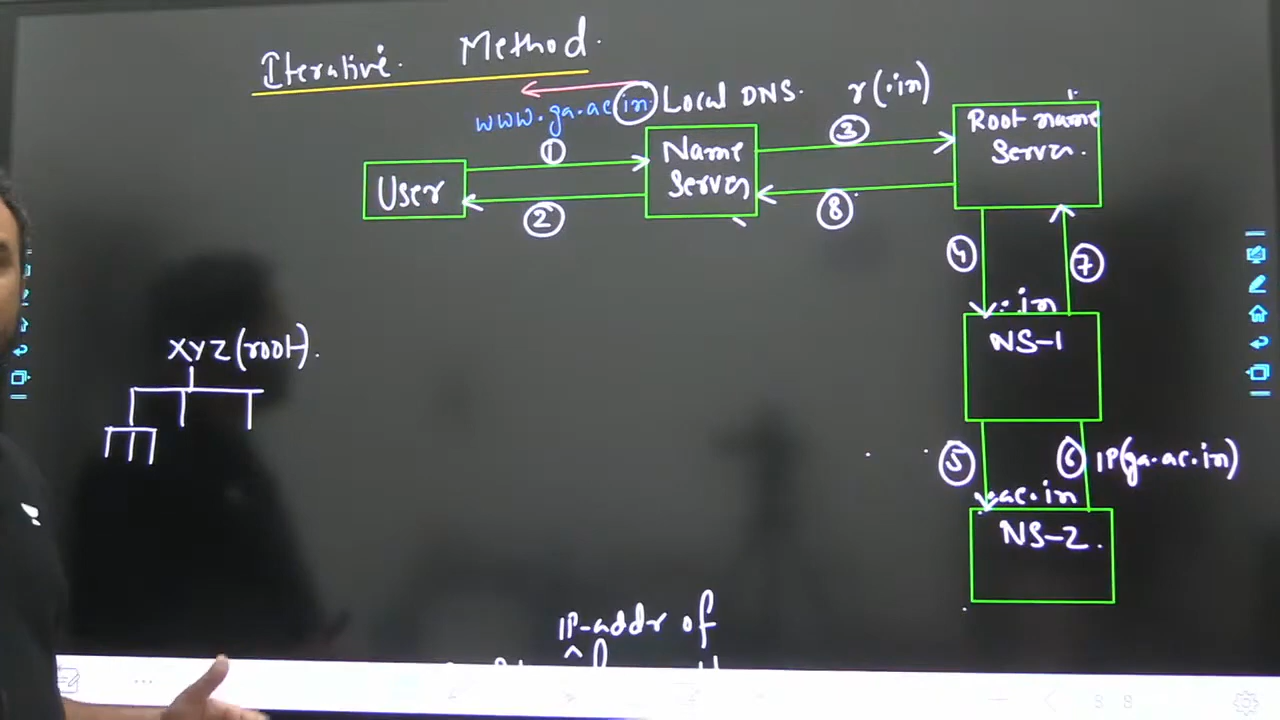 Iterative. Method.
www.ga.ac.in. Local DNS. r(.in)
① ③ Root name Server.
User Name Server
② ⑧
④ ⑦
.in
NS-1
XYZ(root).
⑤ ⑥ IP(ga.ac.in)
ac.in
NS-2.
IP-addr of